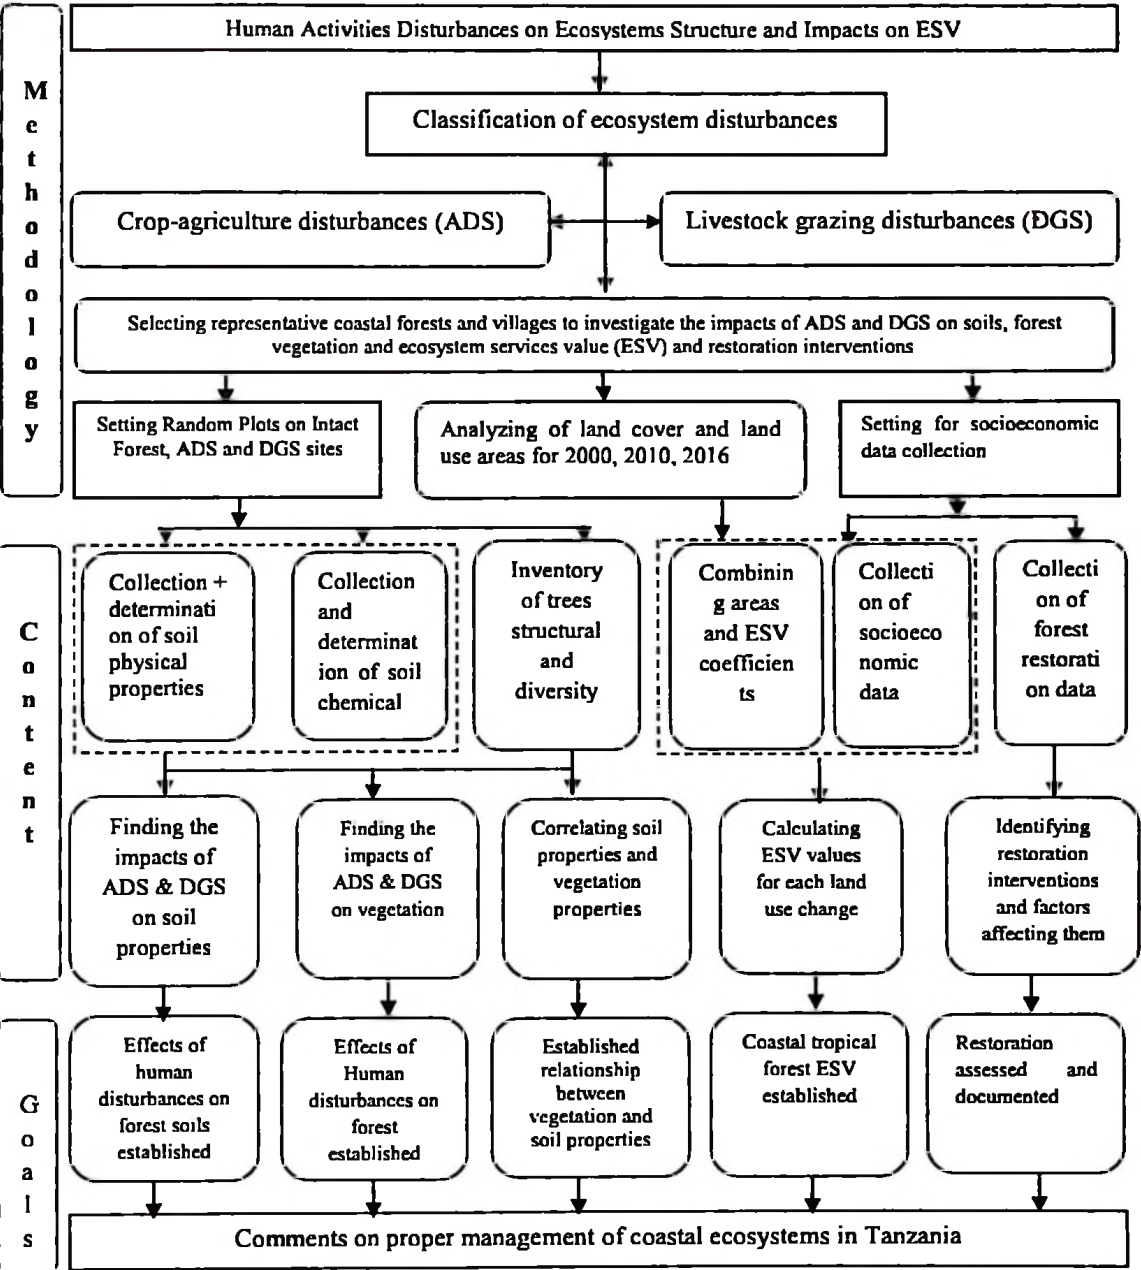 Human Activities Disturbances on Ecosystems Structure and Impacts on ESV
Methodology
Classification of ecosystem disturbances
Crop-agriculture disturbances (ADS)
Livestock grazing disturbances (DGS)
Selecting representative coastal forests and villages to investigate the impacts of ADS and DGS on soils, forest
vegetation and ecosystem services value (ESV) and restoration interventions
Setting Random Plots on Intact
Forest, ADS and DGS sites
Analyzing of land cover and land
use areas for 2000, 2010, 2016
Setting for socioeconomic
data collection
Content
Collection +
determinati
on of soil
physical
properties
Collection
and
determinat
ion of soil
chemical
Inventory
of trees
structural
and
diversity
Combinin
g areas
and ESV
coefficien
ts
Collecti
on of
socioeco
nomic
data
Collecti
on of
forest
restorati
on data
Finding the
impacts of
ADS & DGS
on soil
properties
Finding the
impacts of
ADS & DGS
on vegetation
Correlating soil
properties and
vegetation
properties
Calculating
ESV values
for each land
use change
Identifying
restoration
interventions
and factors
affecting them
Goals
Effects of
human
disturbances on
forest soils
established
Effects of
Human
disturbances on
forest
established
Established
relationship
between
vegetation and
soil properties
Coastal tropical
forest ESV
established
Restoration
assessed and
documented
Comments on proper management of coastal ecosystems in Tanzania